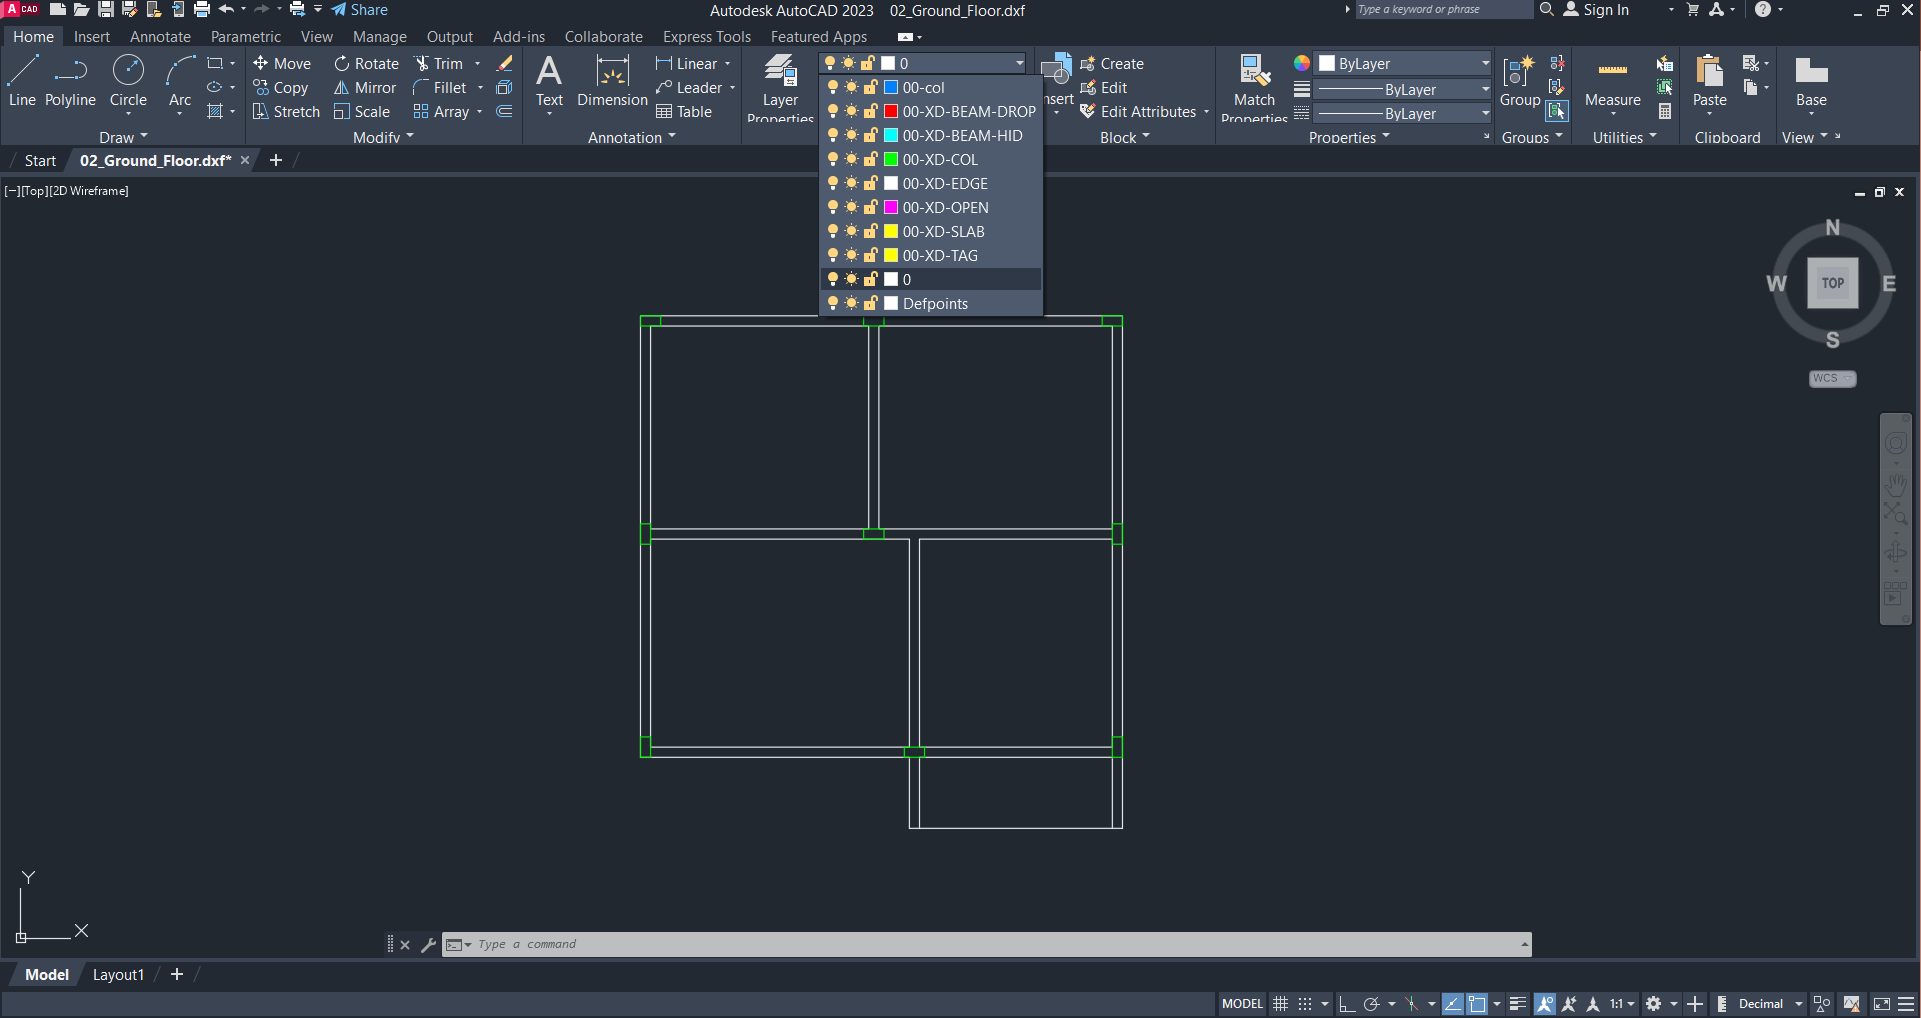 A CAD
Share
Autodesk AutoCAD 2023 02_Ground_Floor.dxf
Type a keyword or phrase
Sign In
?
Home Insert Annotate Parametric View Manage Output Add-ins Collaborate Express Tools Featured Apps
Line Polyline Circle Arc
Draw
Move Rotate Trim
Copy Mirror Fillet
Stretch Scale Array
Modify
A
Text Dimension
Linear
Leader
Table
Annotation
Layer
Properties
0
00-col
00-XD-BEAM-DROP
00-XD-BEAM-HID
00-XD-COL
00-XD-EDGE
00-XD-OPEN
00-XD-SLAB
00-XD-TAG
0
Defpoints
Create
Edit
Edit Attributes
Block
Match
Properties
ByLayer
ByLayer
ByLayer
Properties
Group
Groups
Measure
Utilities
Paste
Clipboard
Base
View
Start 02_Ground_Floor.dxf*
[−][Top][2D Wireframe]
N
W TOP E
S
WCS
Y
X
Type a command
Model Layout1
MODEL 1:1 Decimal